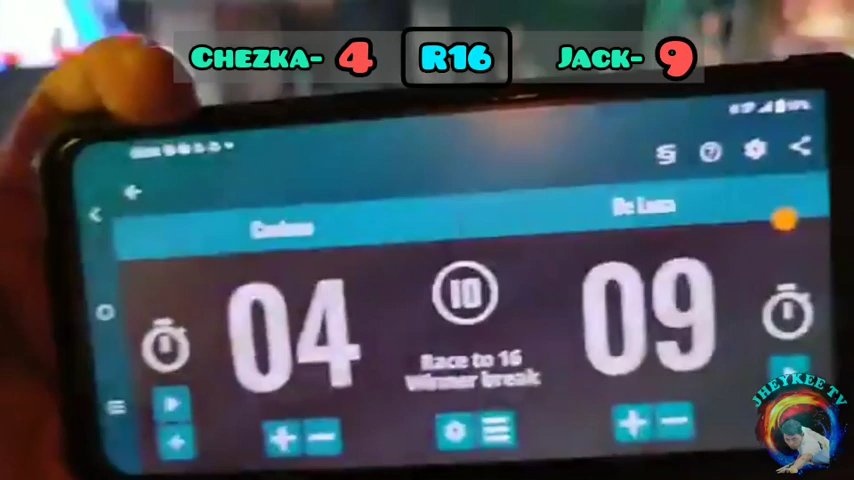 Chezka- 4 R16 Jack- 9
De Luna
04 10 09
Race to 16
Winner break
JHEYKEE TV